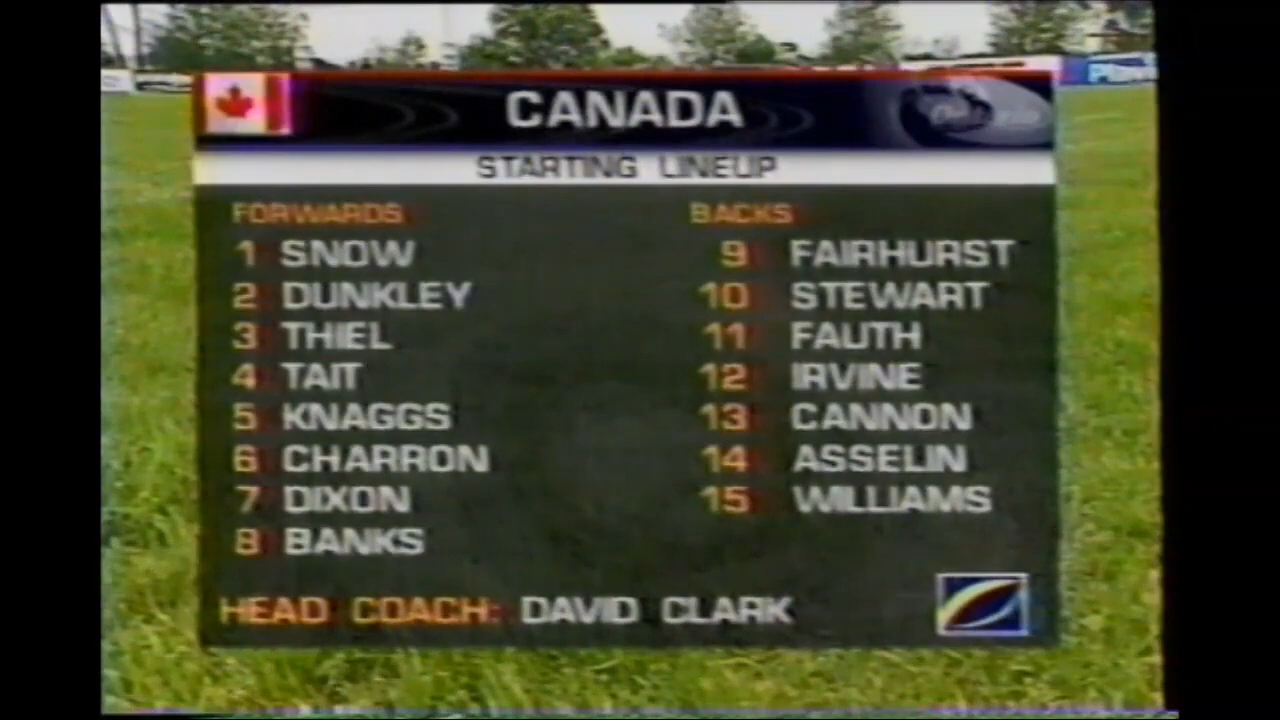 CANADA
STARTING LINEUP
FORWARDS
1 SNOW
2 DUNKLEY
3 THIEL
4 TAIT
5 KNAGGS
6 CHARRON
7 DIXON
8 BANKS
BACKS
9 FAIRHURST
10 STEWART
11 FAUTH
12 IRVINE
13 CANNON
14 ASSELIN
15 WILLIAMS
HEAD COACH: DAVID CLARK